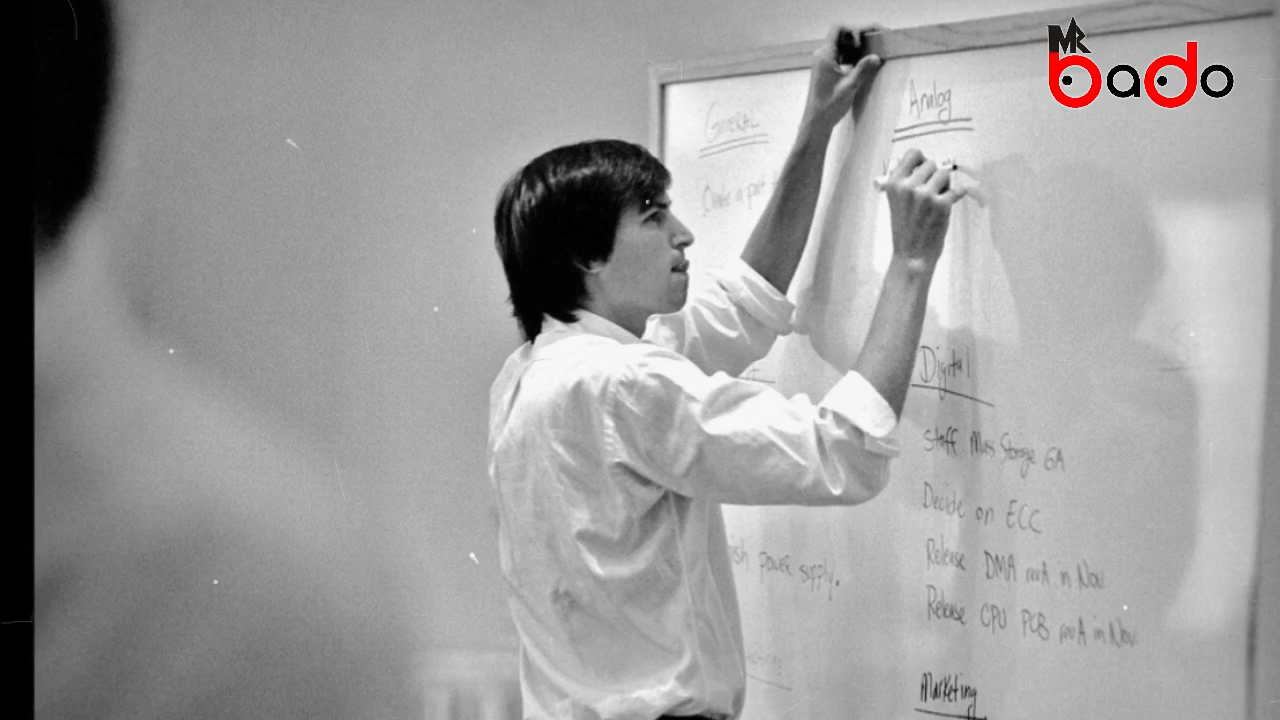 MR
bado
General
Analog
Digital
Staff Mass Storage GA
Decide on ECC
power supply.
Release DMA revA in Nov
Release CPU PCB revA in Nov
Marketing